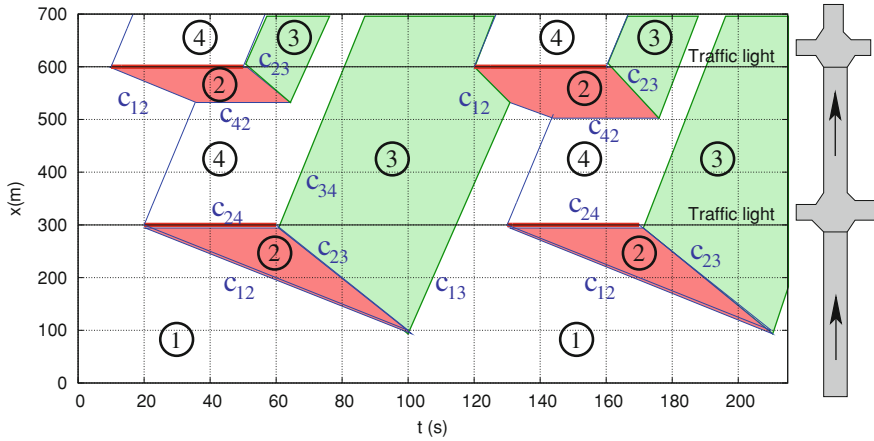 700
④ ③ ④ ③
c23
600 Traffic light
② ② c23
c12 c12
c42
500 c42
x(m)
400 ④ ③ ④ ③
c34
c24 c24
300 Traffic light
② c23 ② c23
200 c12 c13 c12
100 ① ①
0
0 20 40 60 80 100 120 140 160 180 200
t (s)